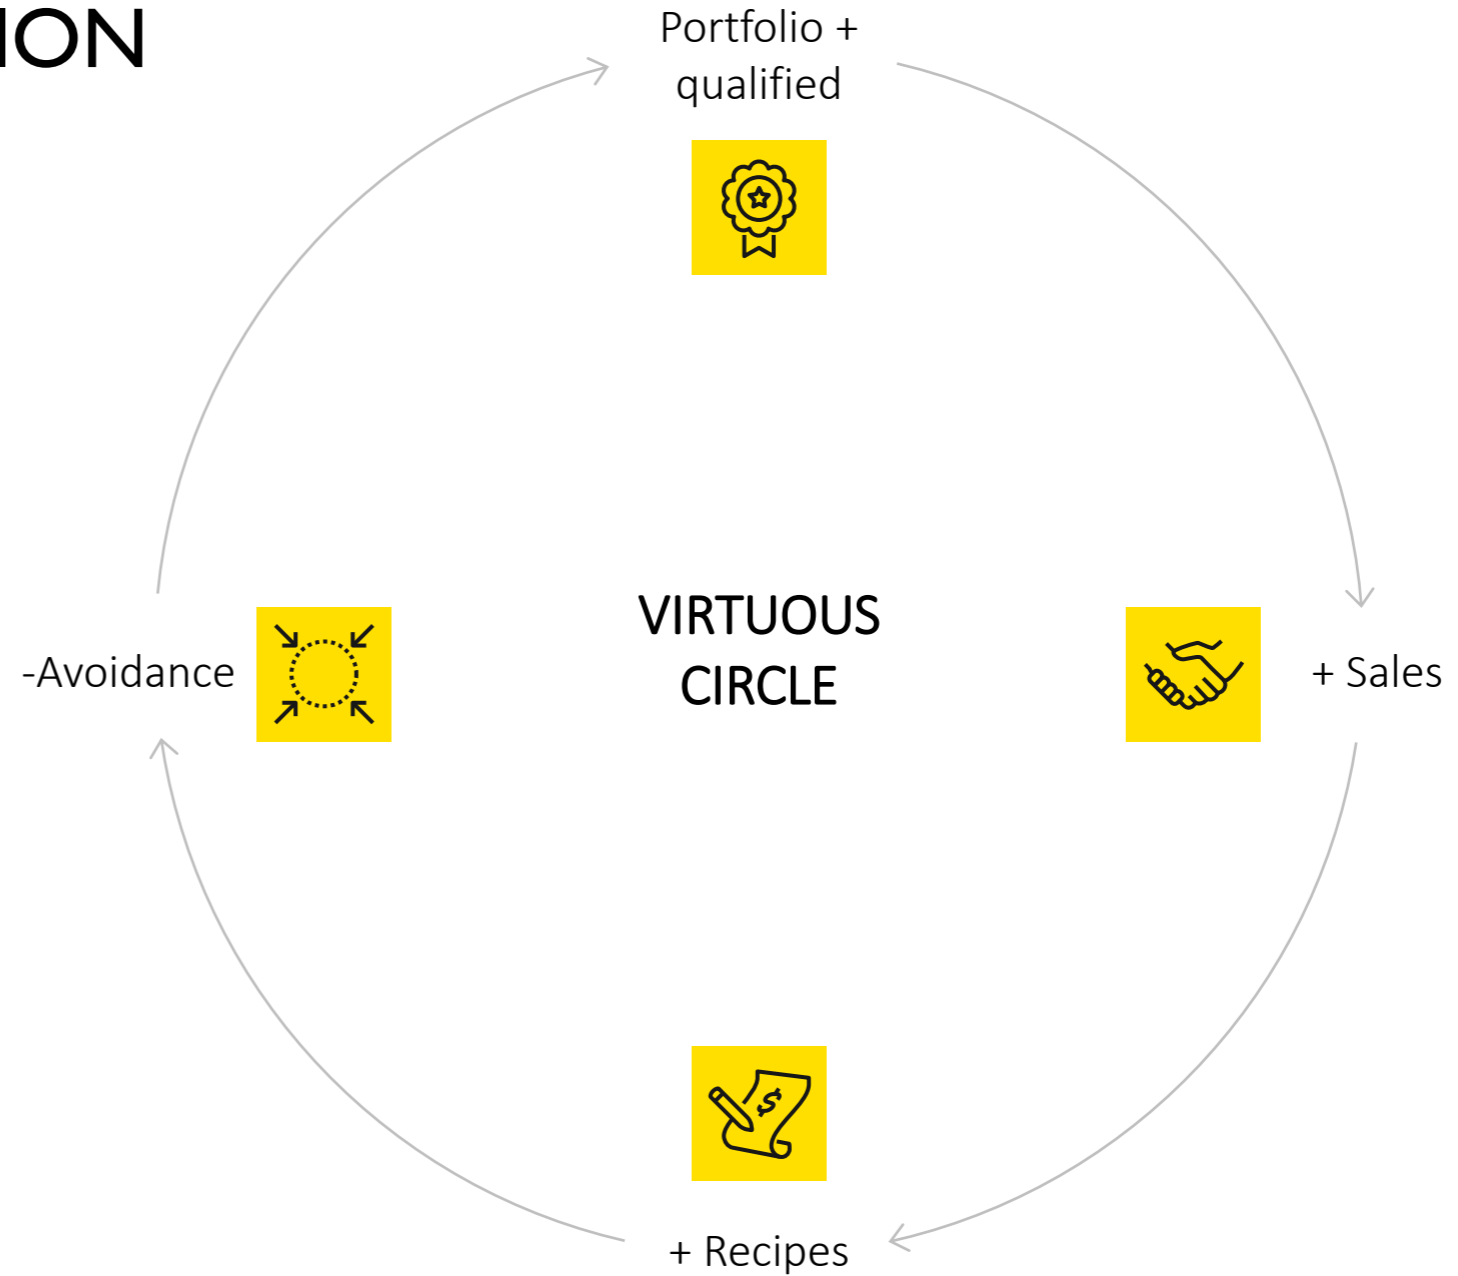 ION
Portfolio +
qualified
VIRTUOUS
CIRCLE
-Avoidance
+ Sales
$
+ Recipes